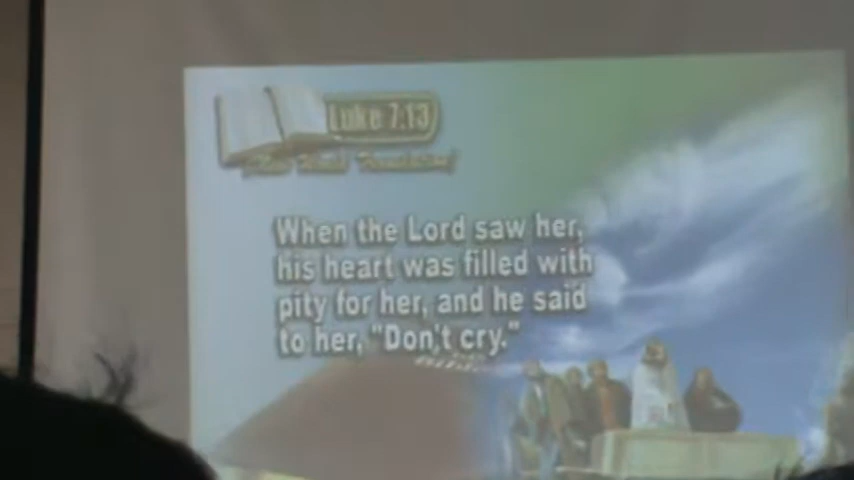 Luke 7:13
When the Lord saw her,
his heart was filled with
pity for her, and he said
to her, "Don't cry."